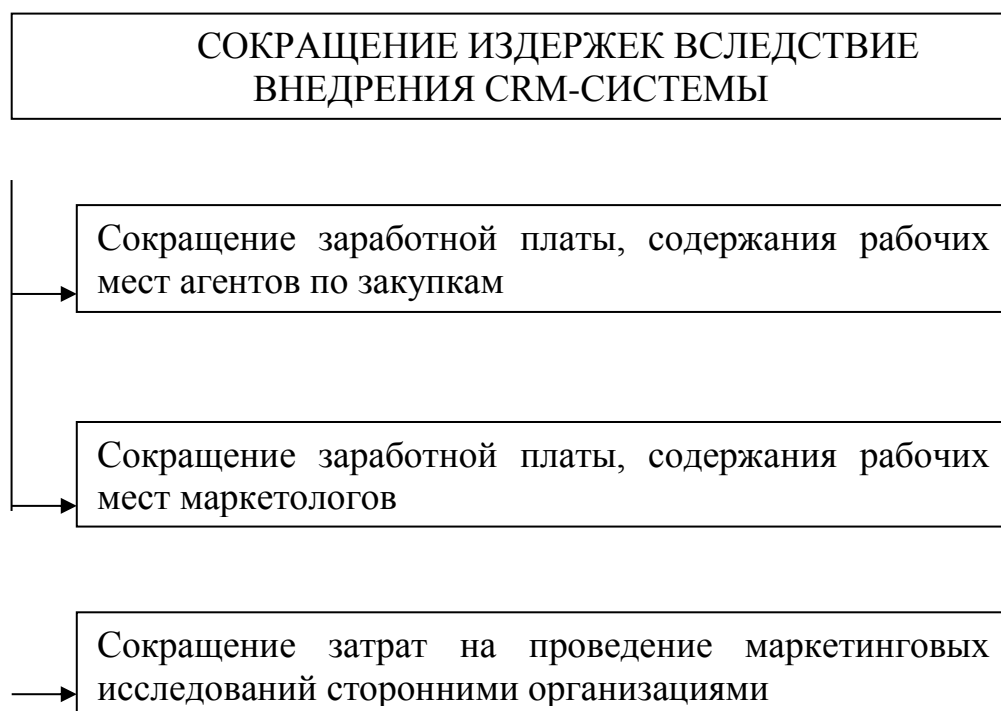 СОКРАЩЕНИЕ ИЗДЕРЖЕК ВСЛЕДСТВИЕ
ВНЕДРЕНИЯ CRM-СИСТЕМЫ
Сокращение заработной платы, содержания рабочих
мест агентов по закупкам
Сокращение заработной платы, содержания рабочих
мест маркетологов
Сокращение затрат на проведение маркетинговых
исследований сторонними организациями